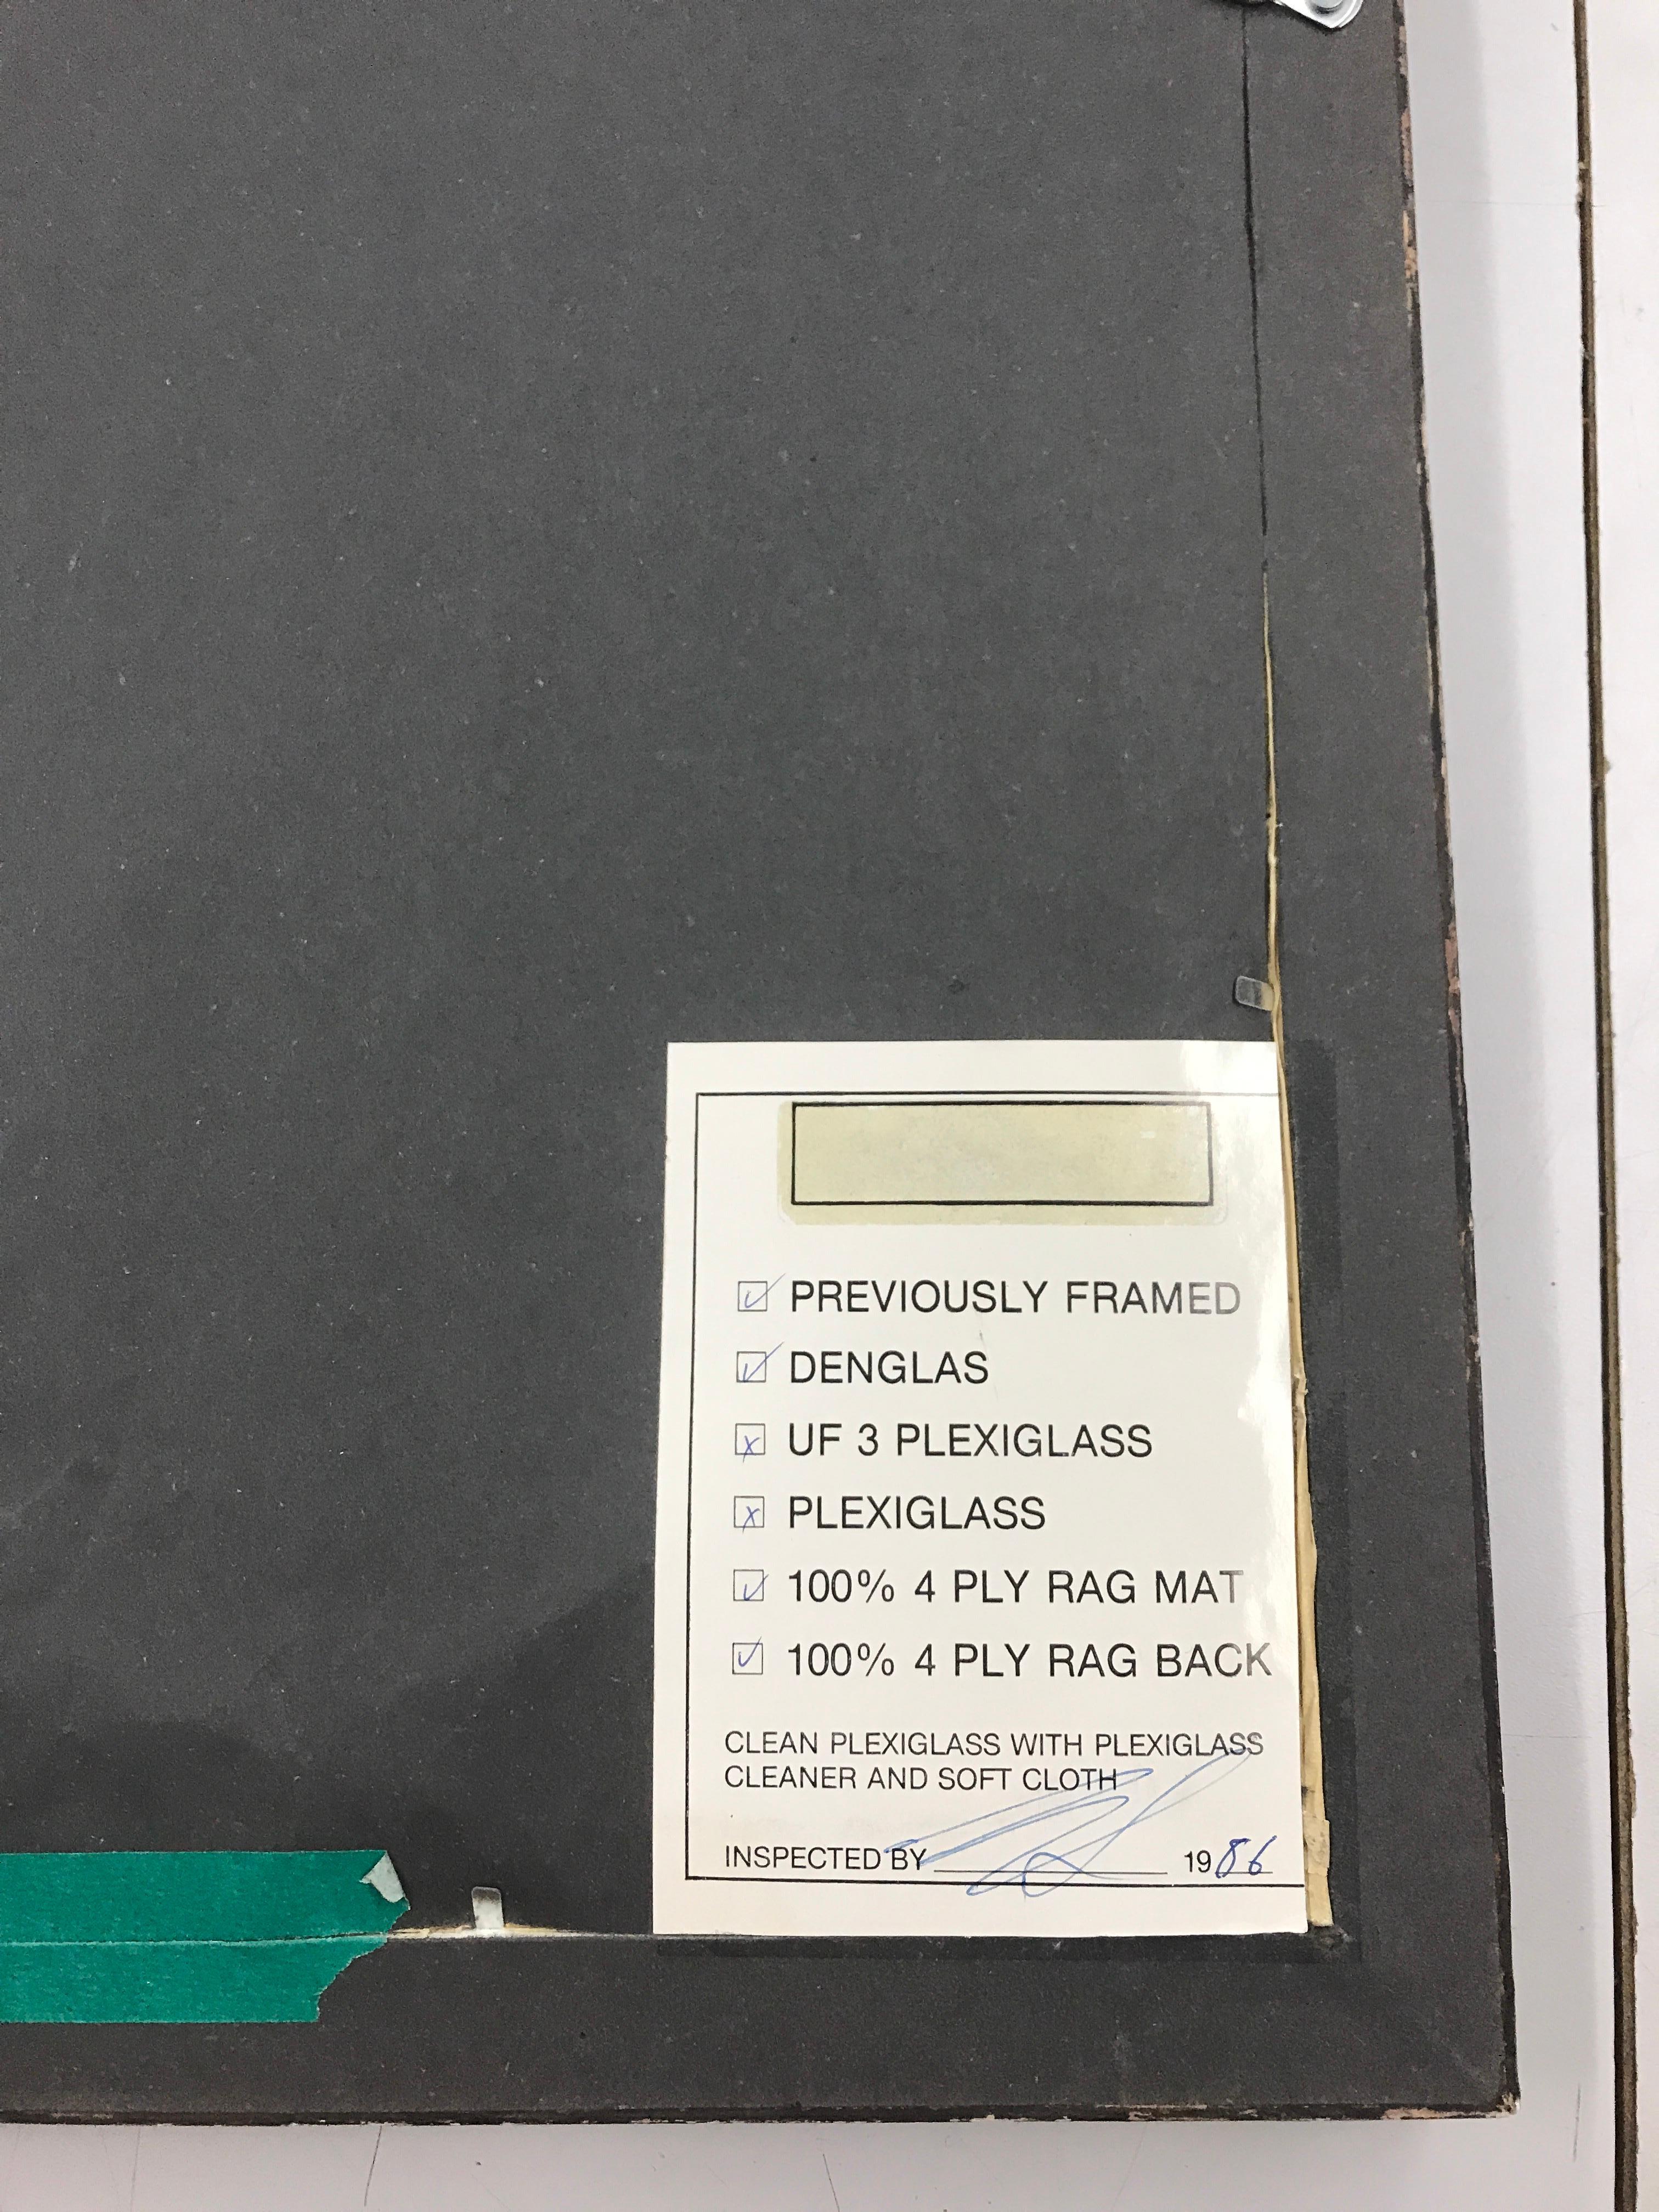 PREVIOUSLY FRAMED
DENGLAS
UF 3 PLEXIGLASS
PLEXIGLASS
100% 4 PLY RAG MAT
100% 4 PLY RAG BACK
CLEAN PLEXIGLASS WITH PLEXIGLASS
CLEANER AND SOFT CLOTH
INSPECTED BY 1986